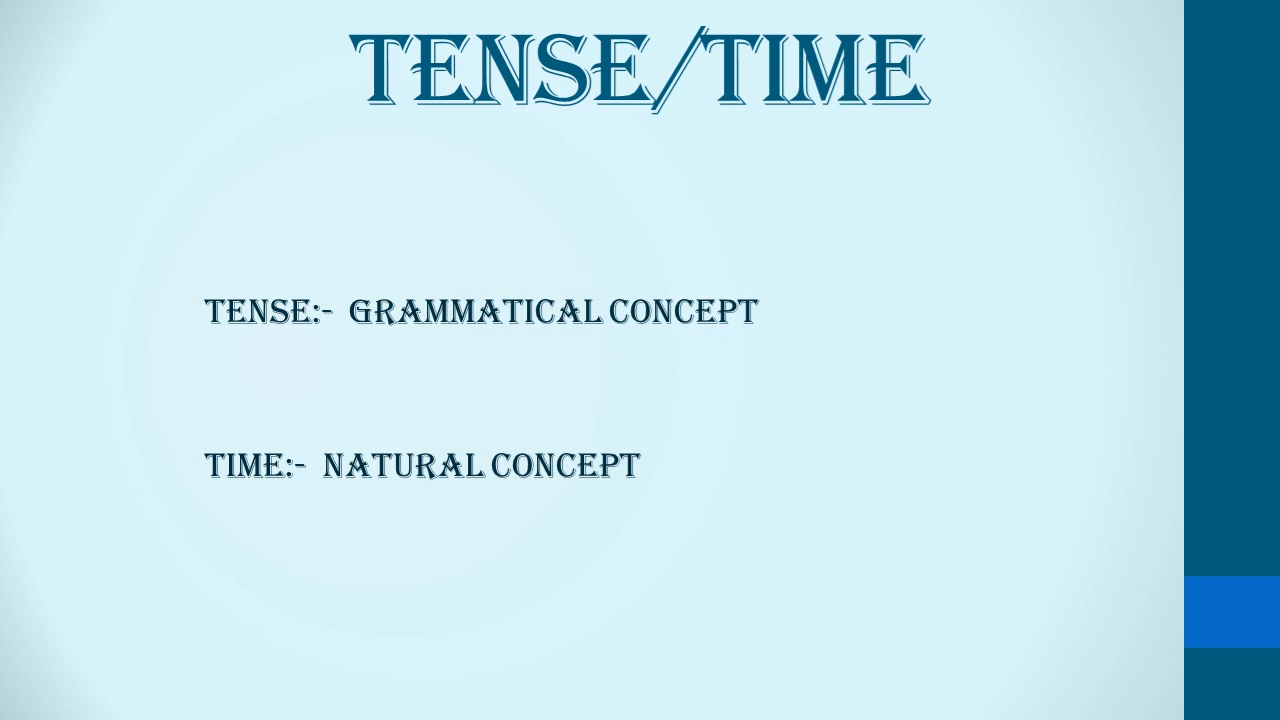 TENSE/TIME
TENSE:- GRAMMATICAL CONCEPT
TIME:- NATURAL CONCEPT